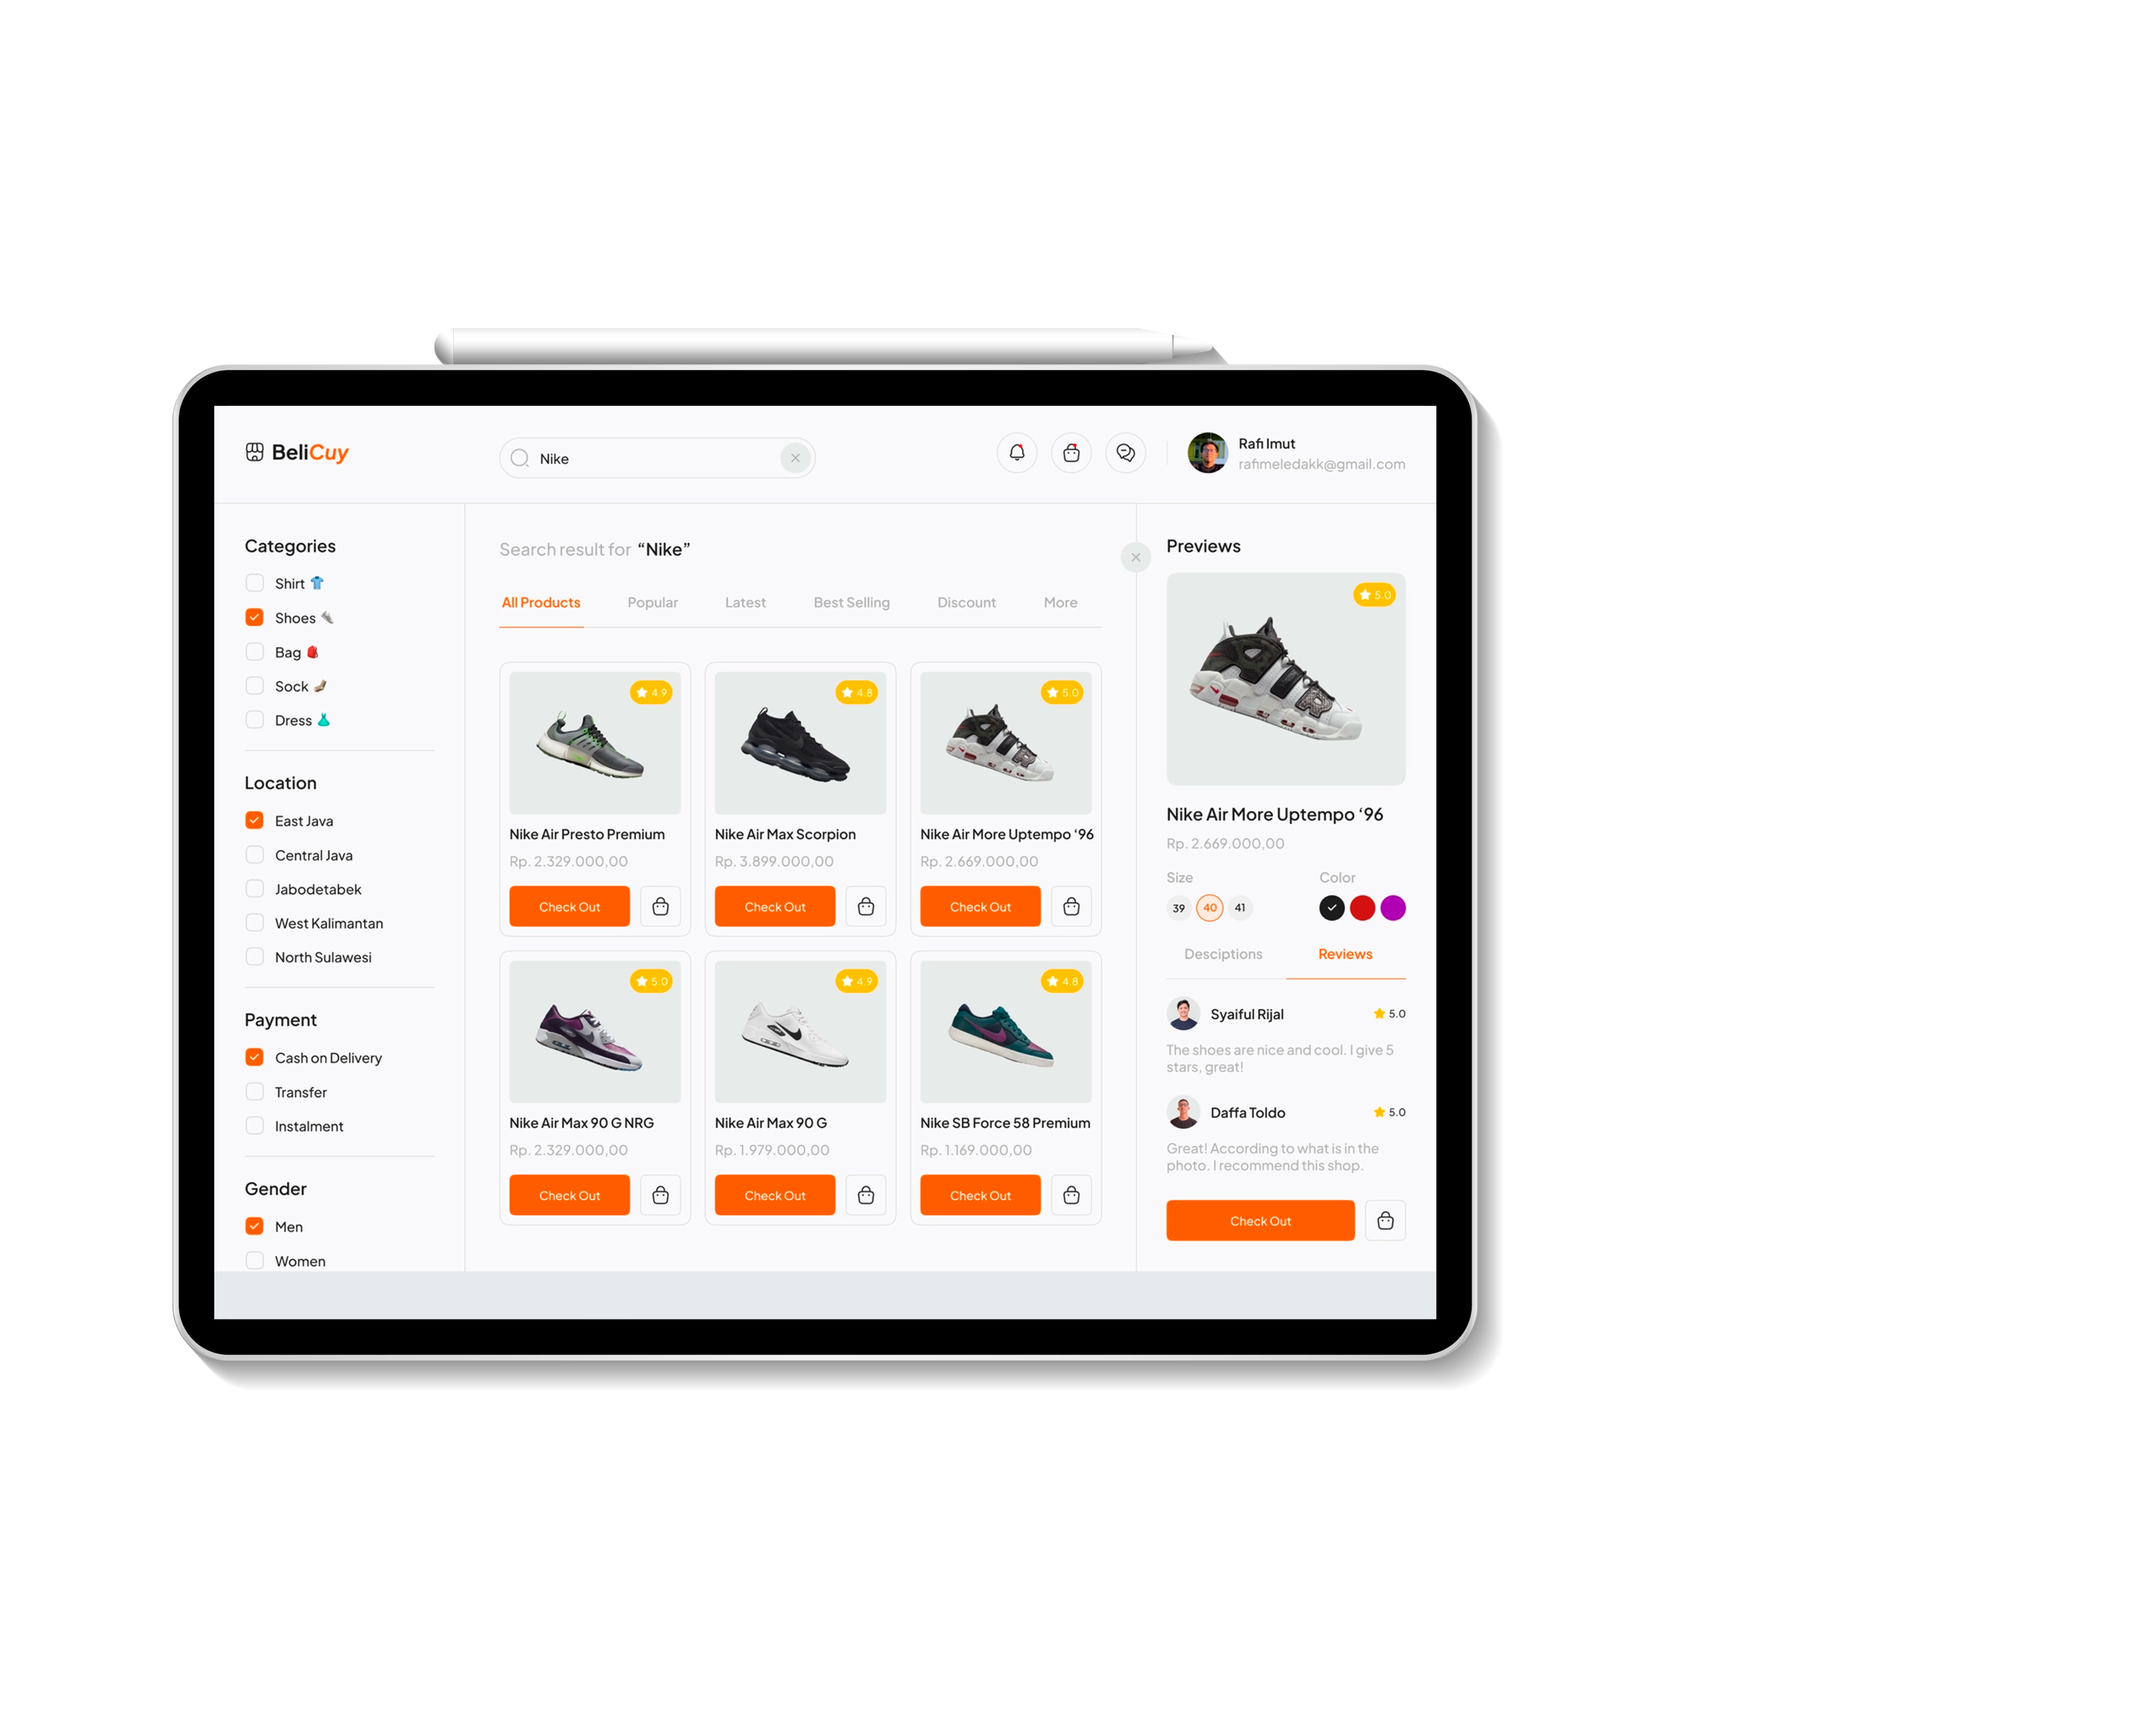 BeliCuy
Nike
Rafi Imut
rafimeledakk@gmail.com
Categories
Shirt
Shoes
Bag
Sock
Dress
Location
East Java
Central Java
Jabodetabek
West Kalimantan
North Sulawesi
Payment
Cash on Delivery
Transfer
Instalment
Gender
Men
Women
Search result for “Nike”
All Products Popular Latest Best Selling Discount More
4.9
Nike Air Presto Premium
Rp. 2.329.000,00
Check Out
4.8
Nike Air Max Scorpion
Rp. 3.899.000,00
Check Out
5.0
Nike Air More Uptempo ‘96
Rp. 2.669.000,00
Check Out
5.0
Nike Air Max 90 G NRG
Rp. 2.329.000,00
Check Out
4.9
Nike Air Max 90 G
Rp. 1.979.000,00
Check Out
4.8
Nike SB Force 58 Premium
Rp. 1.169.000,00
Check Out
Previews
5.0
Nike Air More Uptempo ‘96
Rp. 2.669.000,00
Size Color
39 40 41
Desciptions Reviews
Syaiful Rijal 5.0
The shoes are nice and cool. I give 5
stars, great!
Daffa Toldo 5.0
Great! According to what is in the
photo. I recommend this shop.
Check Out